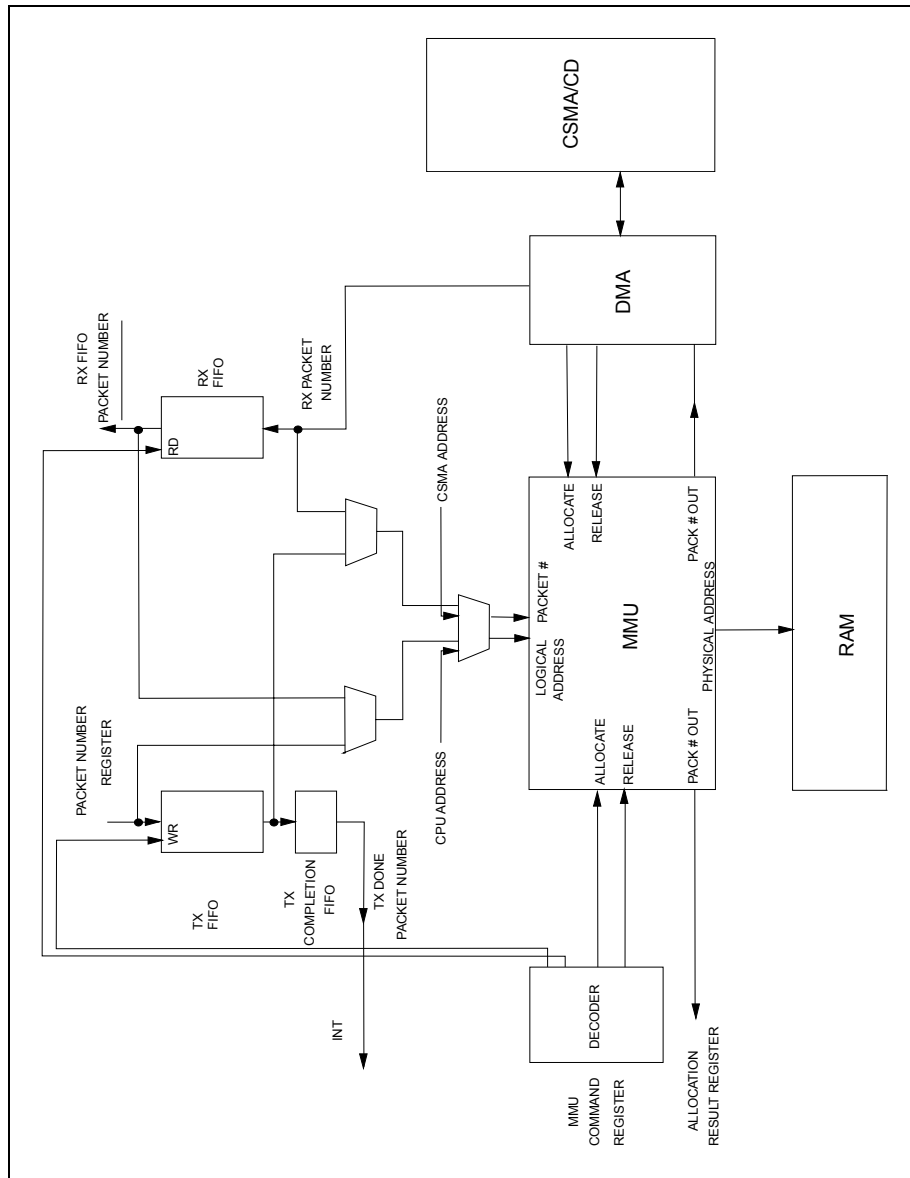 CSMA/CD
DMA
RX FIFO
PACKET NUMBER
RX
FIFO
RD
RX PACKET
NUMBER
CSMA ADDRESS
ALLOCATE
RELEASE
PACK # OUT
PACKET #
LOGICAL
ADDRESS
MMU
PHYSICAL ADDRESS
RAM
PACKET NUMBER
REGISTER
WR
TX
FIFO
TX
COMPLETION
FIFO
TX DONE
PACKET NUMBER
CPU ADDRESS
ALLOCATE
RELEASE
PACK # OUT
INT
DECODER
MMU
COMMAND
REGISTER
ALLOCATION
RESULT REGISTER